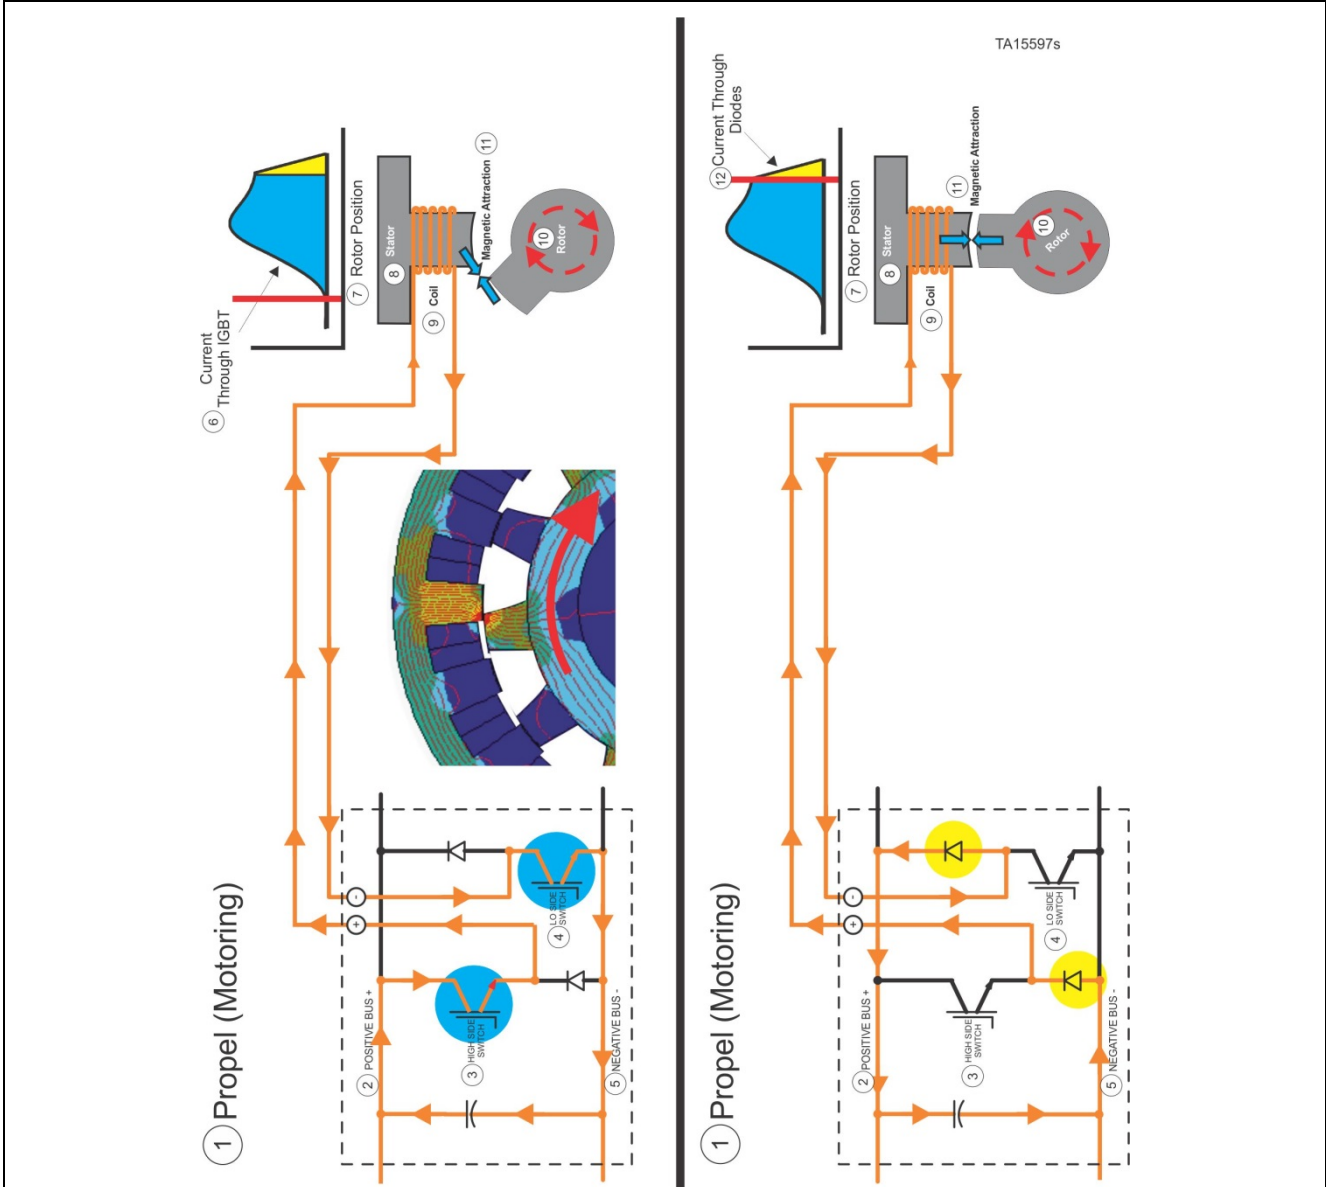 TA15597s
1 Propel (Motoring)
2 POSITIVE BUS +
3 HIGH SIDE
SWITCH
4 LO SIDE
SWITCH
5 NEGATIVE BUS -
+
-
Current
6 Through IGBT
7 Rotor Position
8 Stator
9 Coil
Magnetic Attraction 11
10
Rotor
1 Propel (Motoring)
2 POSITIVE BUS +
3 HIGH SIDE
SWITCH
4 LO SIDE
SWITCH
5 NEGATIVE BUS -
+
-
12 Current Through
Diodes
7 Rotor Position
8 Stator
9 Coil
11
Magnetic Attraction
10
Rotor